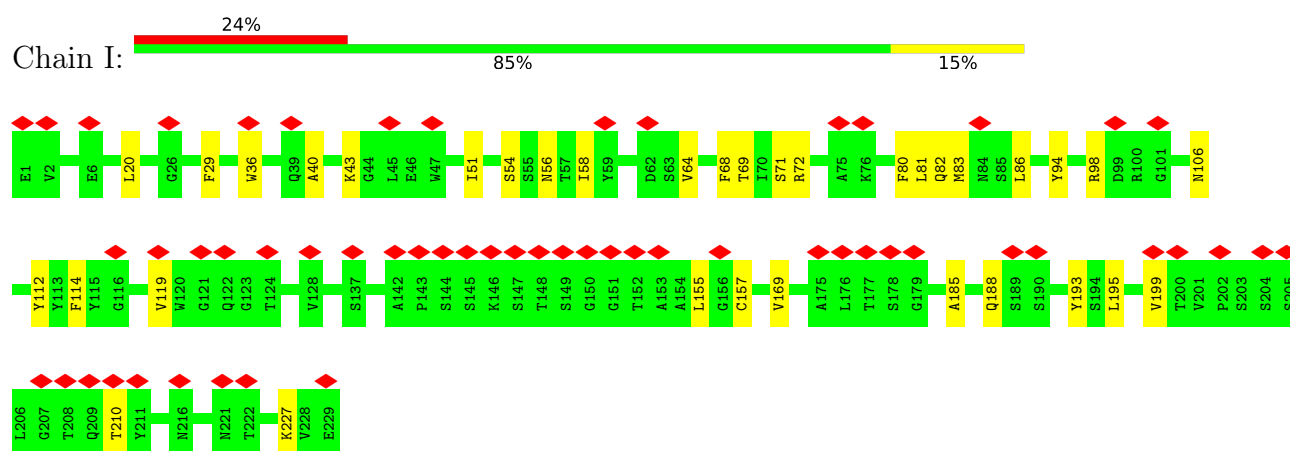 24%
Chain I:
85% 15%
E1 V2 E6 L20 G26 F29 W36 Q39 A40 K43 G44 L45 E46 W47 I51 S54 S55 N56 T57 I58 Y59 D62 S63 V64 F68 T69 I70 S71 R72 A75 K76 F80 L81 Q82 M83 N84 S85 L86 Y94 R98 D99 R100 G101 N106
Y112 Y113 F114 Y115 G116 V119 W120 G121 Q122 G123 T124 V128 S137 A142 P143 S144 S145 K146 S147 T148 S149 G150 G151 T152 A153 A154 L155 G156 C157 V169 A175 L176 T177 S178 G179 A185 Q188 S189 S190 Y193 S194 L195 V199 T200 V201 P202 S203 S204 S205
L206 G207 T208 Q209 T210 Y211 N216 N221 T222 K227 V228 E229